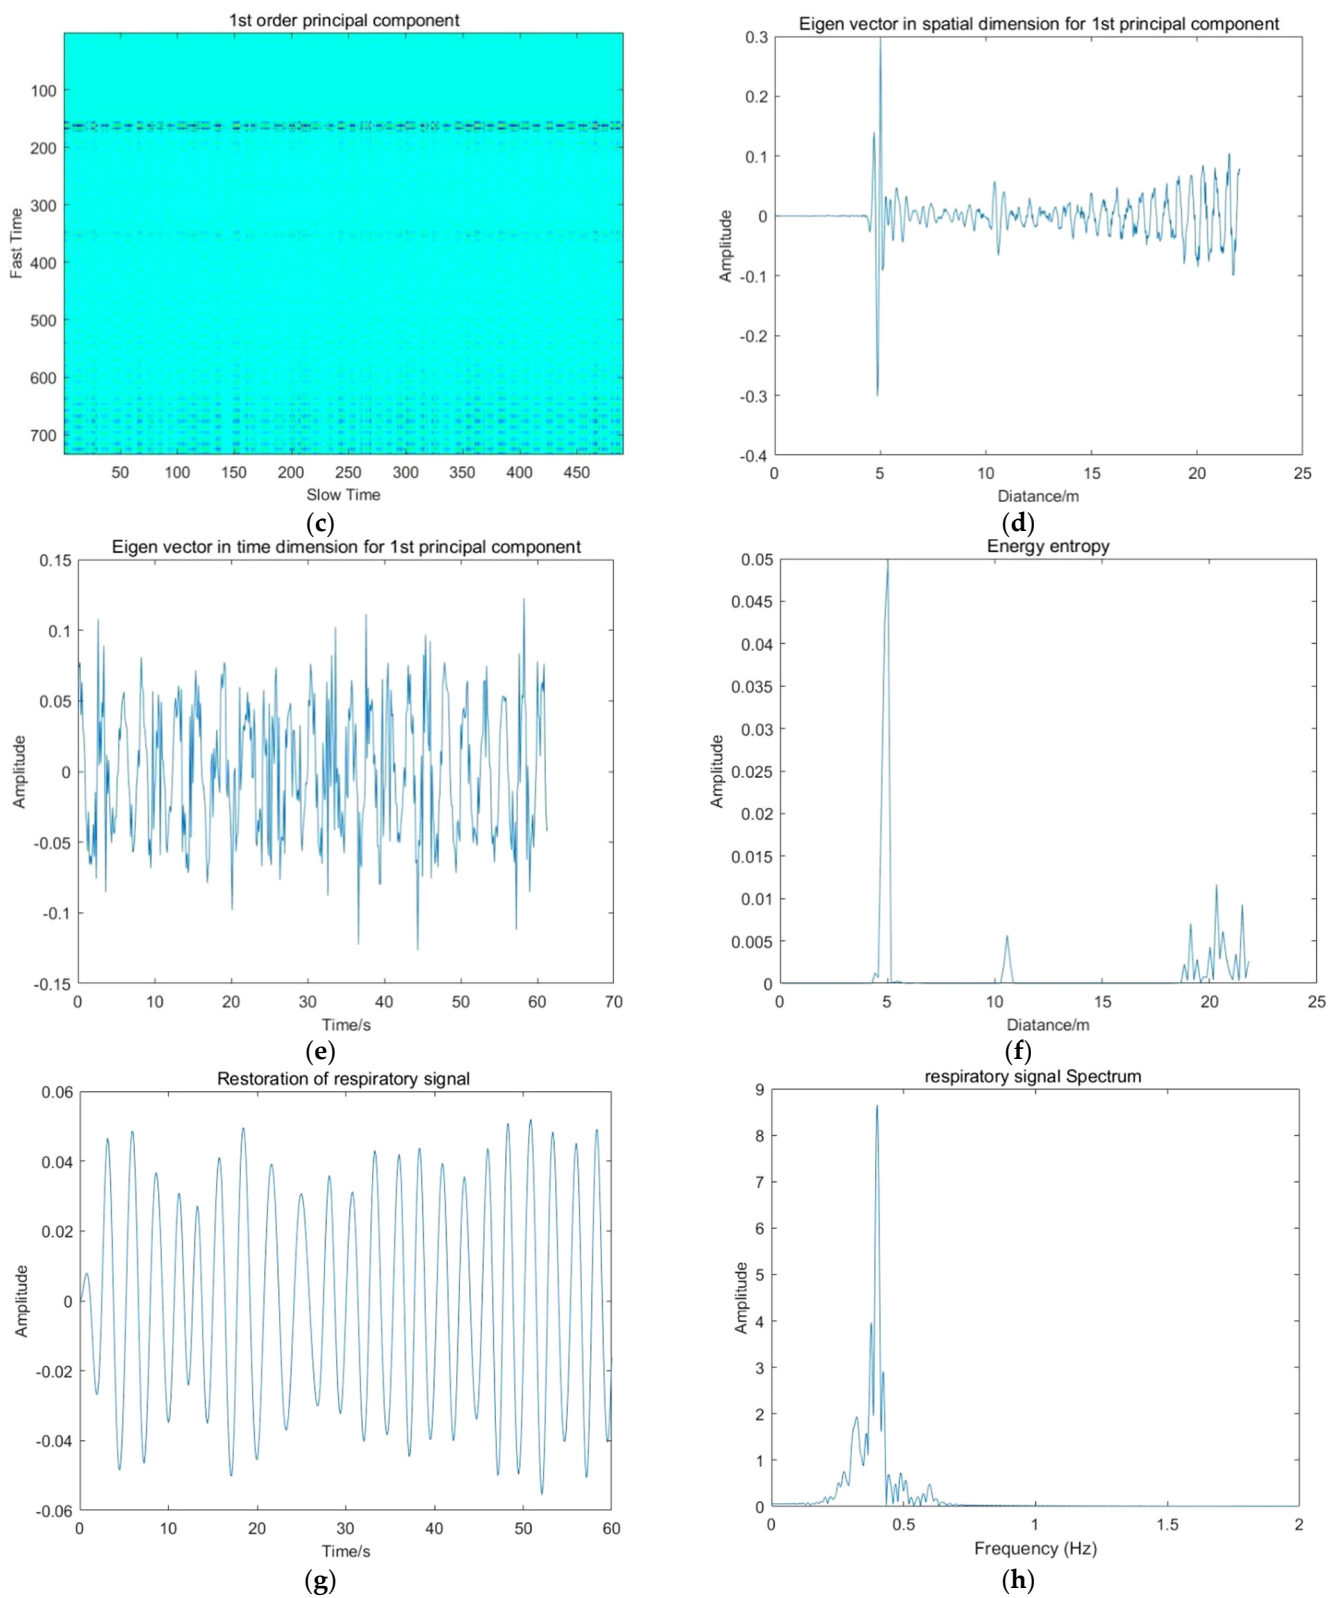 1st order principal component
100
200
300
400
500
600
700
Fast Time
50 100 150 200 250 300 350 400 450
Slow Time
(c)
Eigen vector in spatial dimension for 1st principal component
0.3
0.2
0.1
0
-0.1
-0.2
-0.3
-0.4
Amplitude
0 5 10 15 20 25
Diatance/m
(d)
Eigen vector in time dimension for 1st principal component
0.15
0.1
0.05
0
-0.05
-0.1
-0.15
Amplitude
0 10 20 30 40 50 60 70
Time/s
(e)
Energy entropy
0.05
0.045
0.04
0.035
0.03
0.025
0.02
0.015
0.01
0.005
0
Amplitude
0 5 10 15 20 25
Diatance/m
(f)
Restoration of respiratory signal
0.06
0.04
0.02
0
-0.02
-0.04
-0.06
Amplitude
0 10 20 30 40 50 60
Time/s
(g)
respiratory signal Spectrum
9
8
7
6
5
4
3
2
1
0
Amplitude
0 0.5 1 1.5 2
Frequency (Hz)
(h)